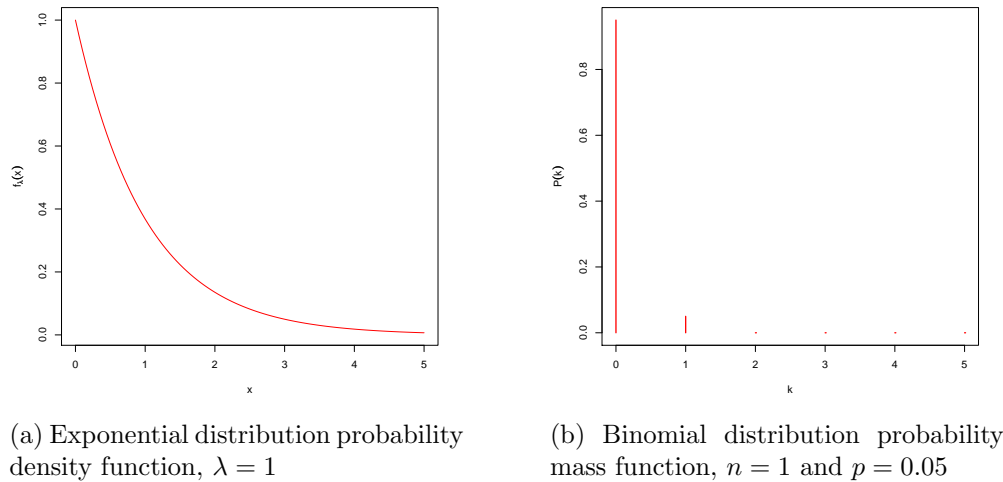 1.0
0.8
0.6
0.4
0.2
0.0
fλ(x)
0 1 2 3 4 5
x
0.8
0.6
0.4
0.2
0.0
P(k)
0 1 2 3 4 5
k
(a) Exponential distribution probability
density function, λ = 1
(b) Binomial distribution probability
mass function, n = 1 and p = 0.05